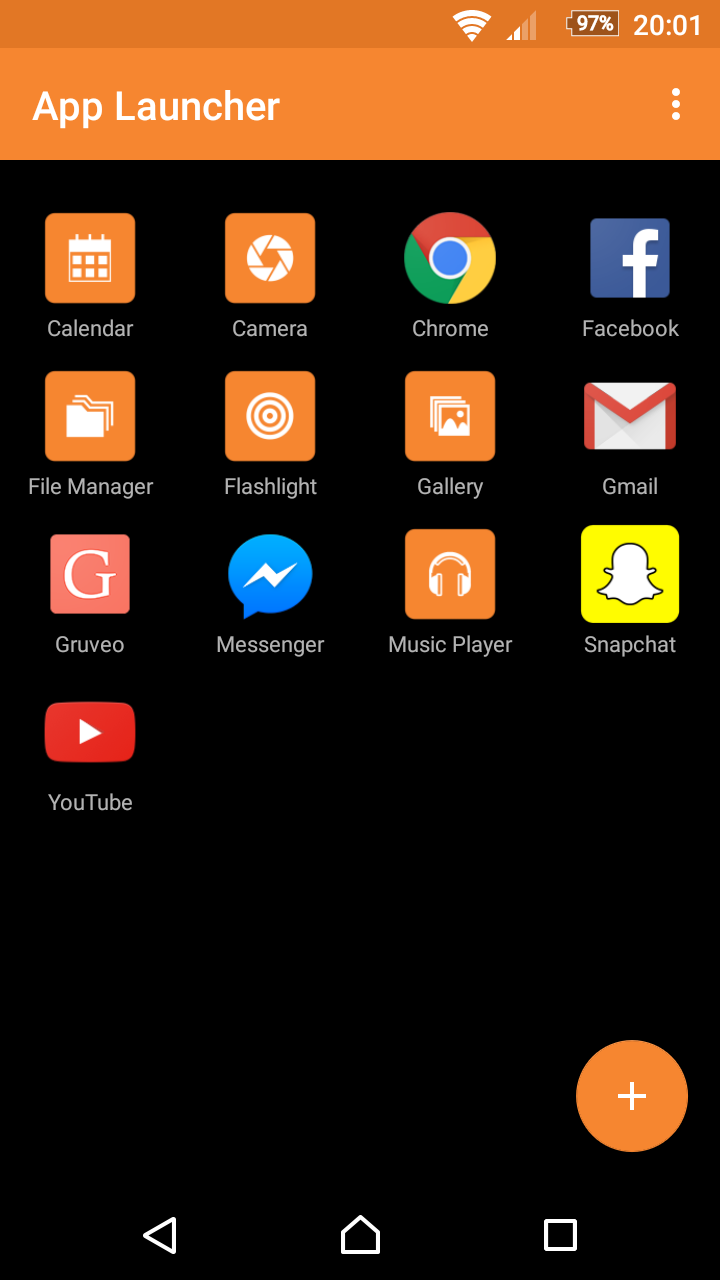 97% 20:01
App Launcher
Calendar Camera Chrome Facebook
File Manager Flashlight Gallery Gmail
G
Gruveo Messenger Music Player Snapchat
YouTube